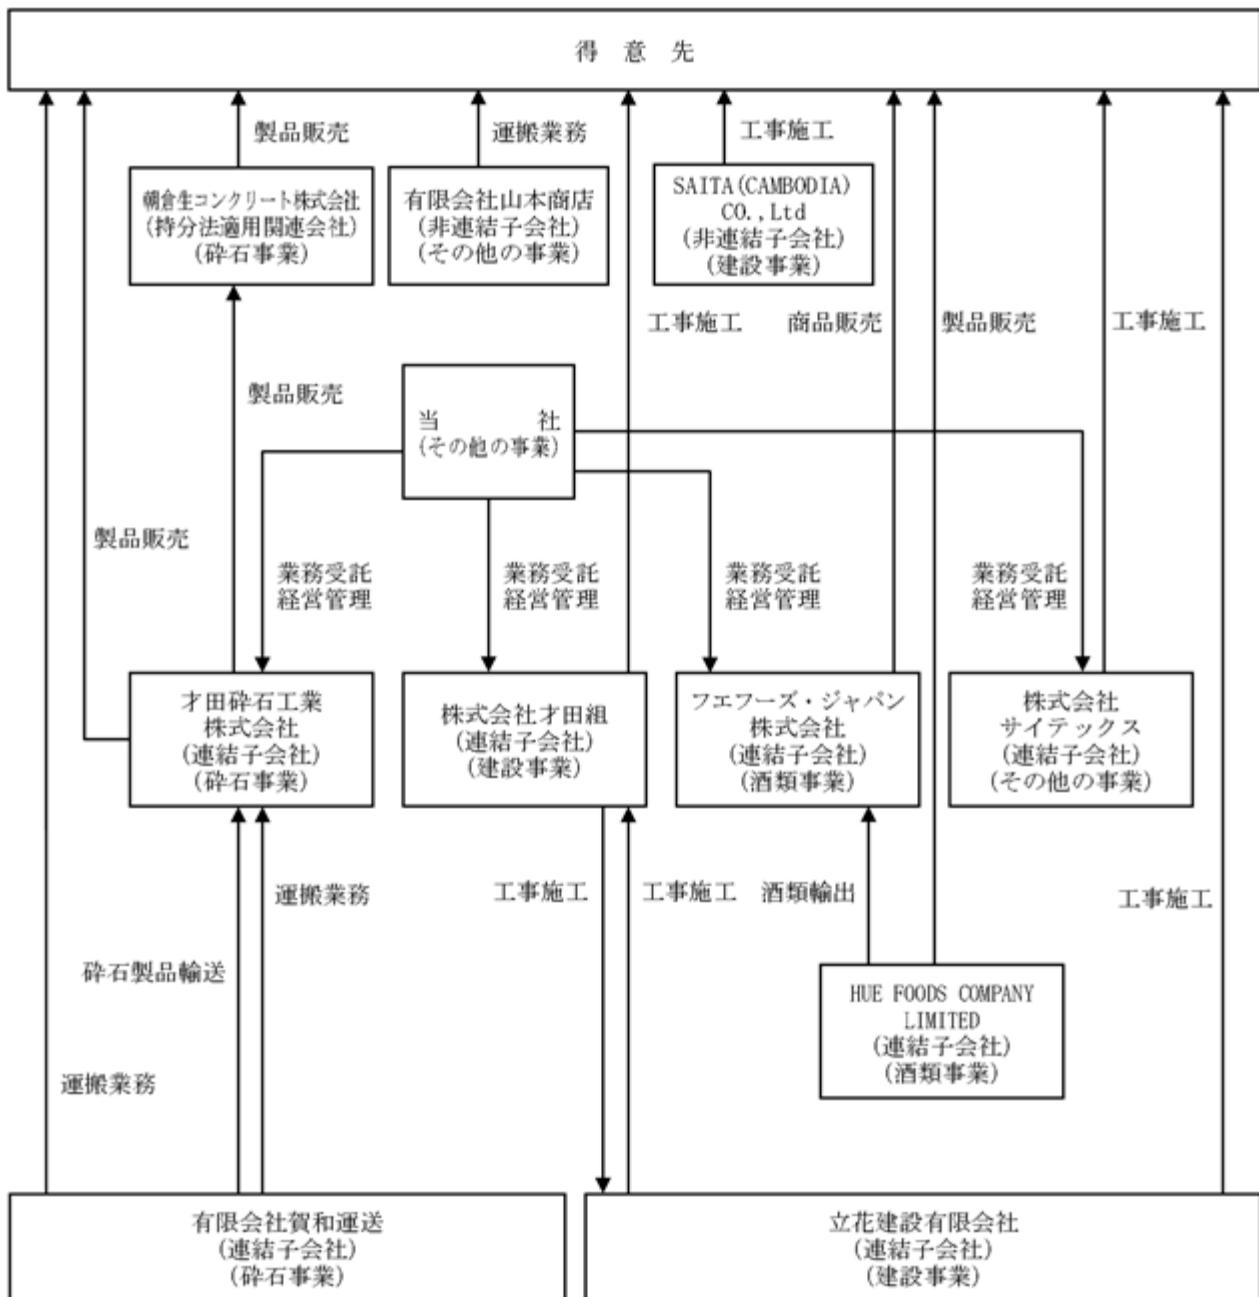 得意先
製品販売
運搬業務
工事施工
朝倉生コンクリート株式会社
(持分法適用関連会社)
(砕石事業)
有限会社山本商店
(非連結子会社)
(その他の事業)
SAITA(CAMBODIA)
CO.,Ltd
(非連結子会社)
(建設事業)
工事施工
商品販売
製品販売
工事施工
製品販売
当社
(その他の事業)
製品販売
業務受託
経営管理
業務受託
経営管理
業務受託
経営管理
業務受託
経営管理
才田砕石工業
株式会社
(連結子会社)
(砕石事業)
株式会社才田組
(連結子会社)
(建設事業)
フエフーズ・ジャパン
株式会社
(連結子会社)
(酒類事業)
株式会社
サイテックス
(連結子会社)
(その他の事業)
運搬業務
工事施工
工事施工
酒類輸出
工事施工
砕石製品輸送
HUE FOODS COMPANY
LIMITED
(連結子会社)
(酒類事業)
運搬業務
有限会社賀和運送
(連結子会社)
(砕石事業)
立花建設有限会社
(連結子会社)
(建設事業)